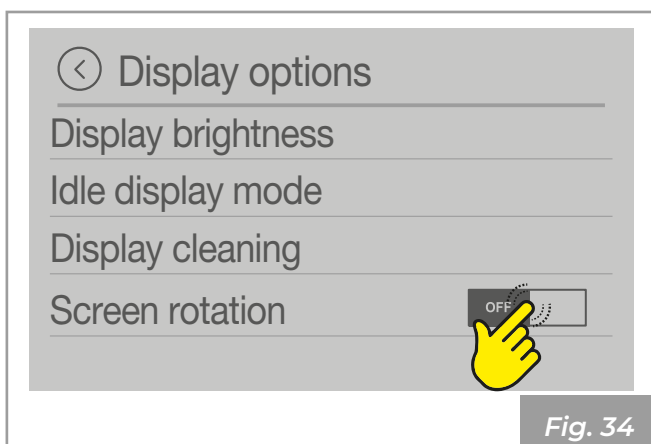 Display options
Display brightness
Idle display mode
Display cleaning
Screen rotation OFF
Fig. 34